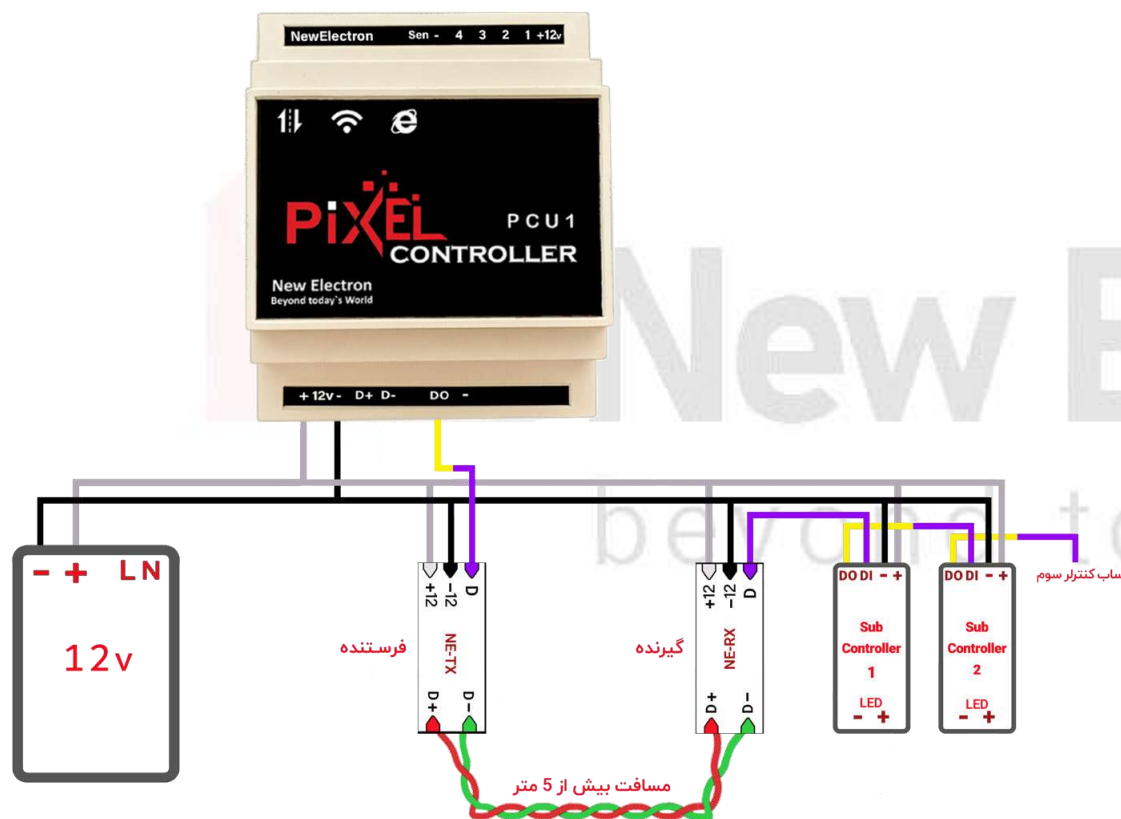 NewElectron Sen - 4 3 2 1 +12v
PiXEL
PCU1
CONTROLLER
New Electron
Beyond today`s World
+ 12v - D+ D- DO -
New E
beyond to
- + L N
12v
+12 -12 D
NE-TX
D+ D-
فرستنده
+12 -12 D
NE-RX
D+ D-
گیرنده
مسافت بیش از 5 متر
DO DI - +
Sub
Controller
1
LED
- +
DO DI - +
Sub
Controller
2
LED
- +
ساب کنترلر سوم